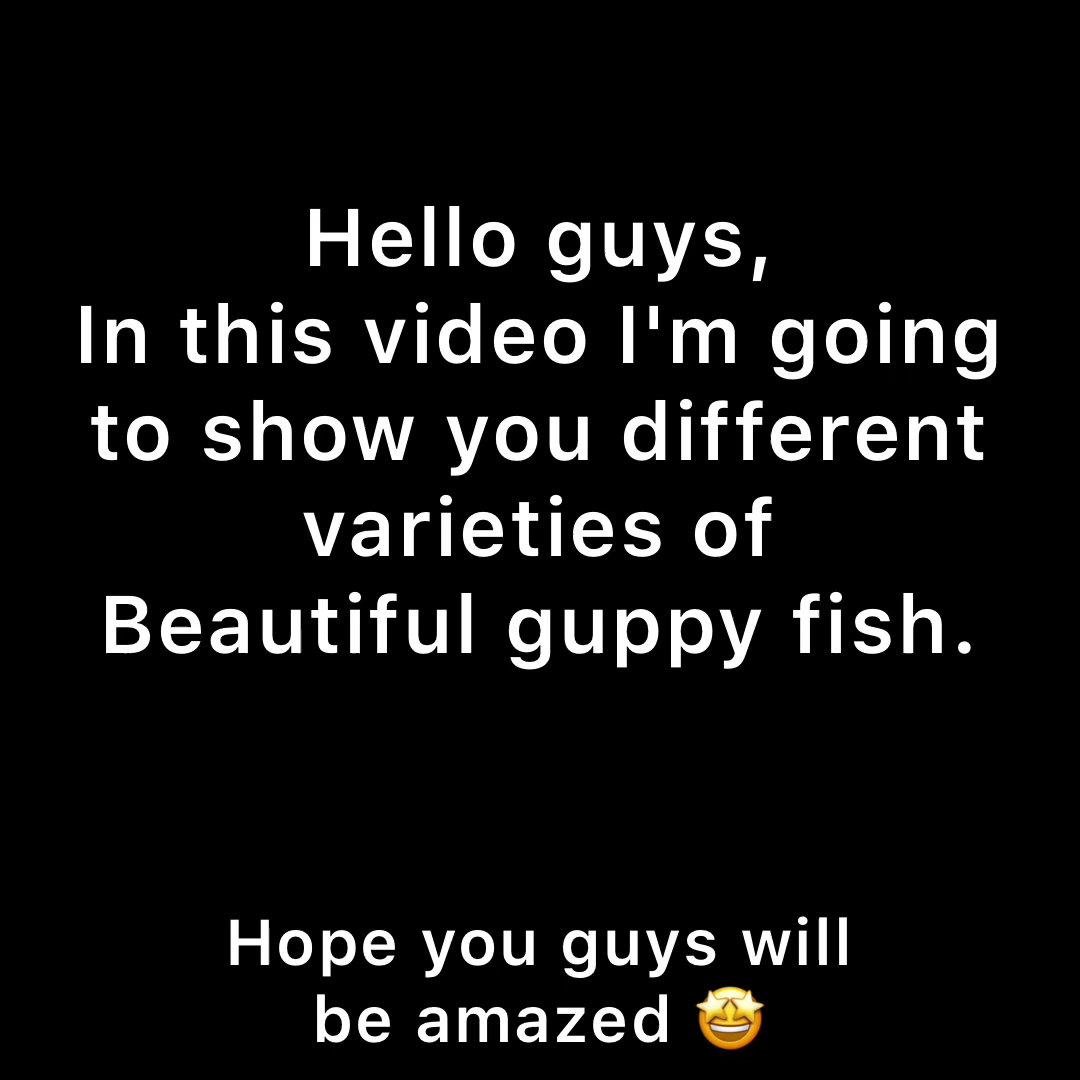 Hello guys,
In this video I'm going
to show you different
varieties of
Beautiful guppy fish.
Hope you guys will
be amazed 🤩